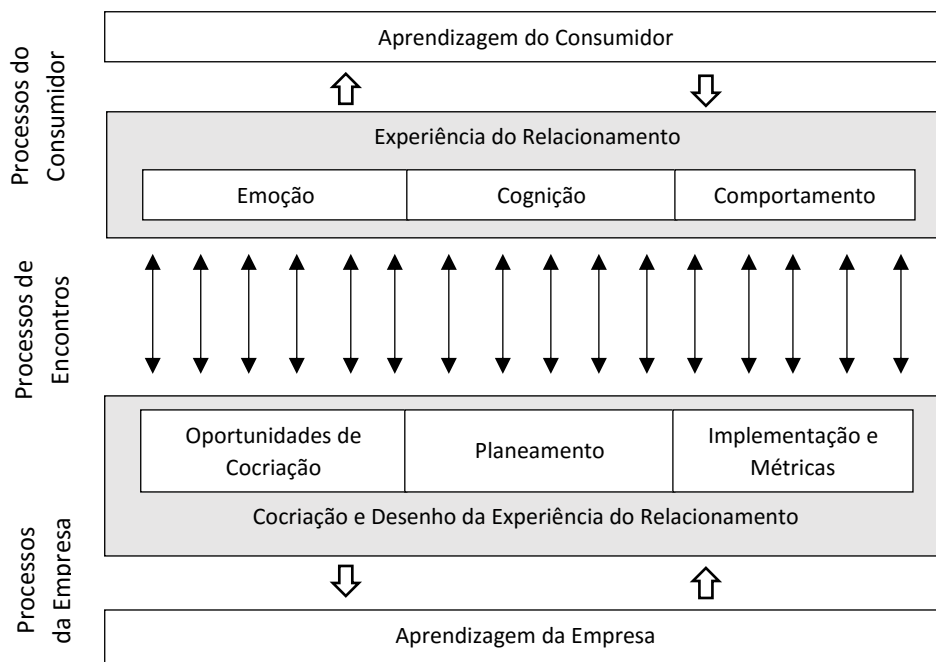 Processos do
Consumidor
Aprendizagem do Consumidor
Experiência do Relacionamento
Emoção
Cognição
Comportamento
Processos de
Encontros
Processos
da Empresa
Oportunidades de
Cocriação
Planeamento
Implementação e
Métricas
Cocriação e Desenho da Experiência do Relacionamento
Aprendizagem da Empresa